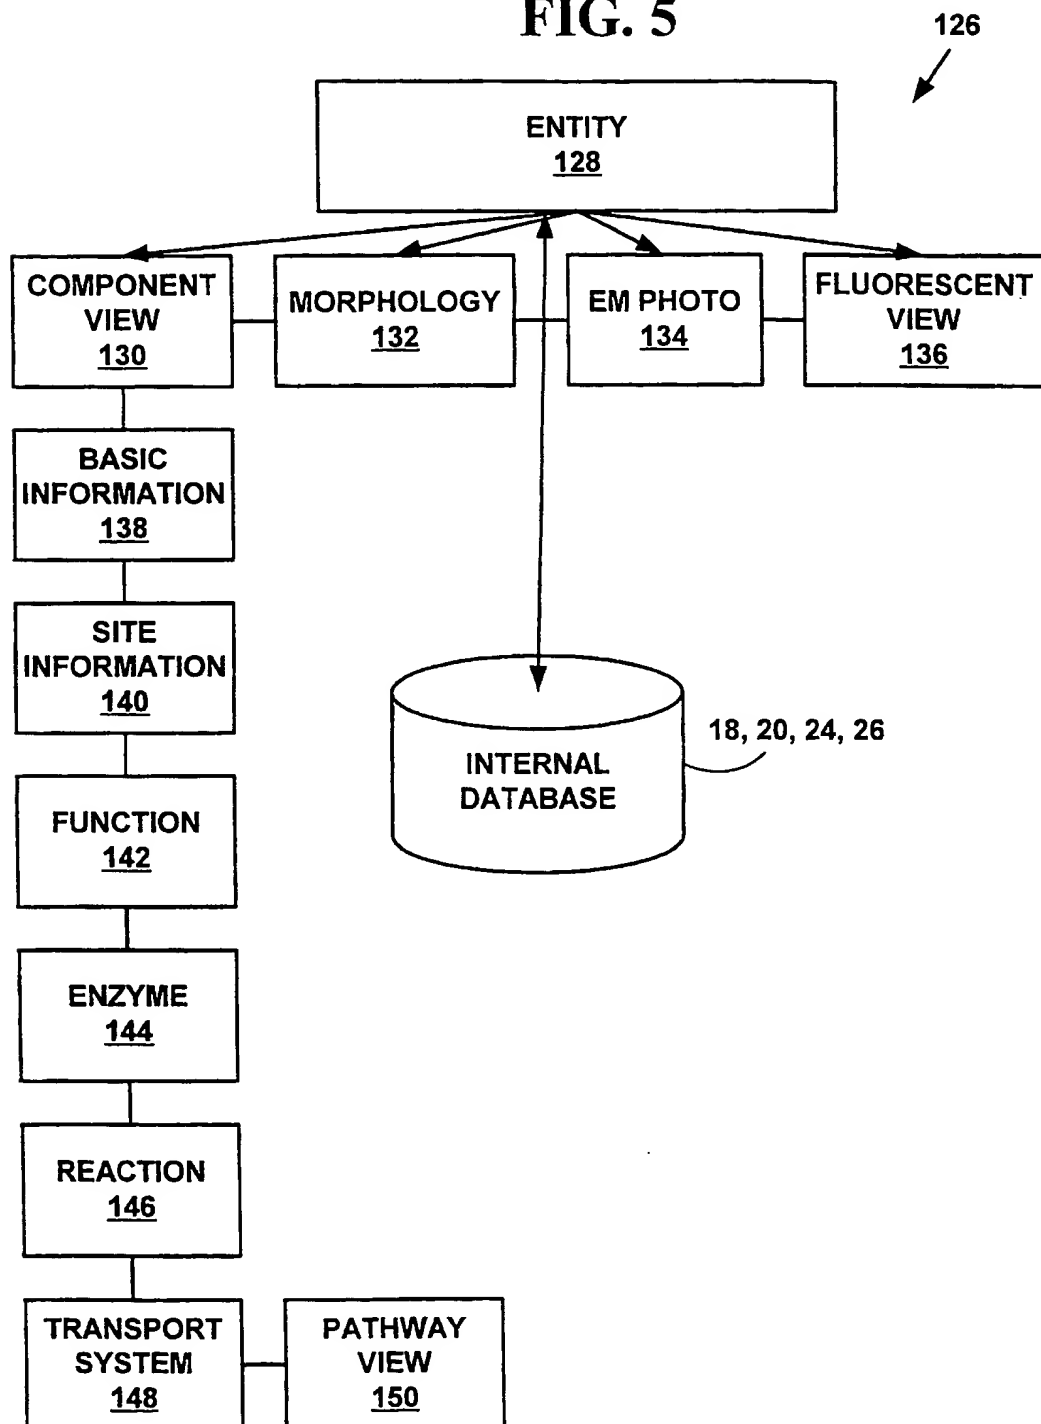 FIG. 5
126
ENTITY
128
COMPONENT
VIEW
130
MORPHOLOGY
132
EM PHOTO
134
FLUORESCENT
VIEW
136
BASIC
INFORMATION
138
SITE
INFORMATION
140
FUNCTION
142
INTERNAL
DATABASE
18, 20, 24, 26
ENZYME
144
REACTION
146
TRANSPORT
SYSTEM
148
PATHWAY
VIEW
150